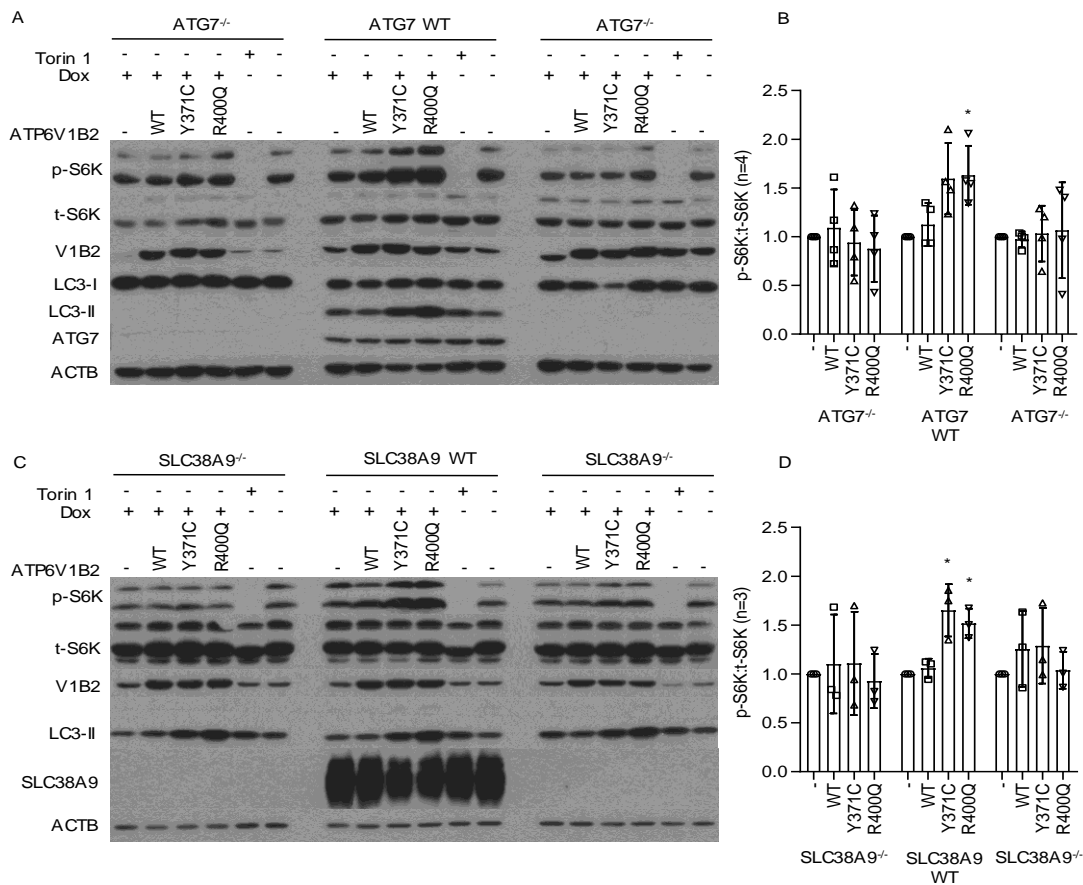 A
ATG7-/- ATG7 WT ATG7-/-
Torin 1 - - - - + - - - - - + - - - - - + -
Dox + + + + - - + + + + - - + + + + - -
ATP6V1B2 - WT Y371C R400Q - - - WT Y371C R400Q - - - WT Y371C R400Q - -
p-S6K
t-S6K
V1B2
LC3-I
LC3-II
ATG7
ACTB
B
p-S6K:t-S6K (n=4)
2.5
2.0
1.5
1.0
0.5
0.0
*
- WT Y371C R400Q - WT Y371C R400Q - WT Y371C R400Q
ATG7-/- ATG7 WT ATG7-/-
C
SLC38A9-/- SLC38A9 WT SLC38A9-/-
Torin 1 - - - - + - - - - - + - - - - - + -
Dox + + + + - - + + + + - - + + + + - -
ATP6V1B2 - WT Y371C R400Q - - - WT Y371C R400Q - - - WT Y371C R400Q - -
p-S6K
t-S6K
V1B2
LC3-II
SLC38A9
ACTB
D
p-S6K:t-S6K (n=3)
2.5
2.0
1.5
1.0
0.5
0.0
* *
- WT Y371C R400Q - WT Y371C R400Q - WT Y371C R400Q
SLC38A9-/- SLC38A9 WT SLC38A9-/-